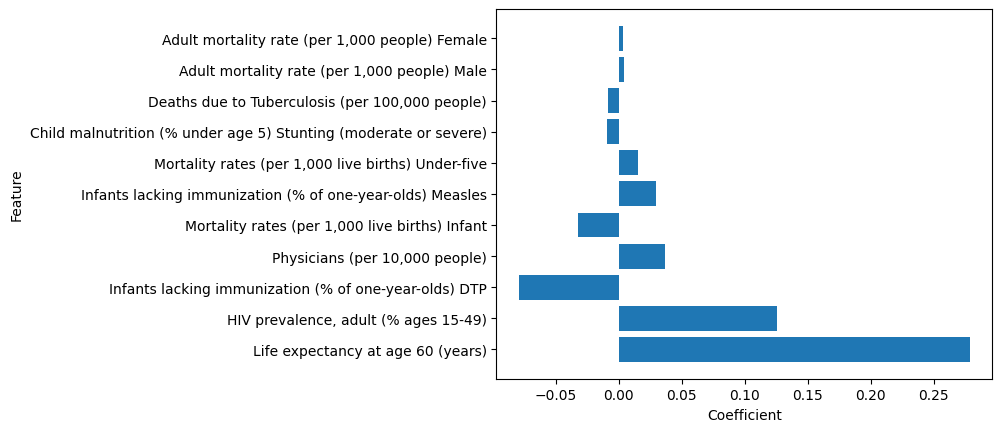 Feature
Adult mortality rate (per 1,000 people) Female
Adult mortality rate (per 1,000 people) Male
Deaths due to Tuberculosis (per 100,000 people)
Child malnutrition (% under age 5) Stunting (moderate or severe)
Mortality rates (per 1,000 live births) Under-five
Infants lacking immunization (% of one-year-olds) Measles
Mortality rates (per 1,000 live births) Infant
Physicians (per 10,000 people)
Infants lacking immunization (% of one-year-olds) DTP
HIV prevalence, adult (% ages 15-49)
Life expectancy at age 60 (years)
−0.05 0.00 0.05 0.10 0.15 0.20 0.25
Coefficient